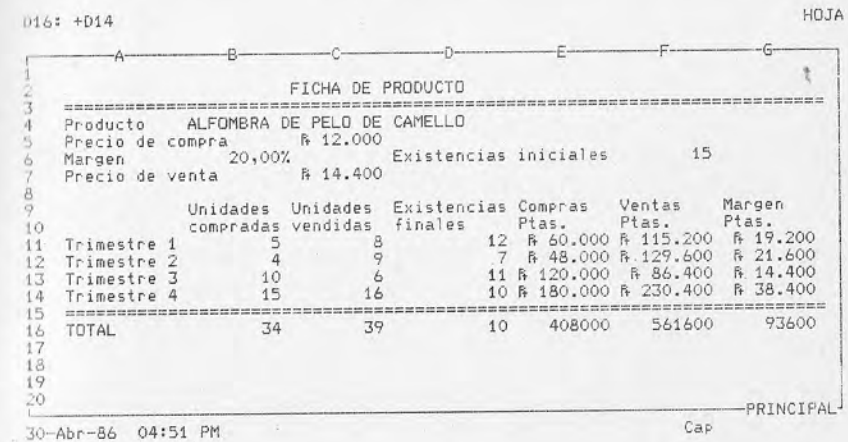 D16: +D14 HOJA
A B C D E F G
1
2 FICHA DE PRODUCTO
3 ================================================================================
4 Producto ALFOMBRA DE PELO DE CAMELLO
5 Precio de compra ₧ 12.000
6 Margen 20,00% Existencias iniciales 15
7 Precio de venta ₧ 14.400
8
9 Unidades Unidades Existencias Compras Ventas Margen
10 compradas vendidas finales Ptas. Ptas. Ptas.
11 Trimestre 1 5 8 12 ₧ 60.000 ₧ 115.200 ₧ 19.200
12 Trimestre 2 4 9 7 ₧ 48.000 ₧ 129.600 ₧ 21.600
13 Trimestre 3 10 6 11 ₧ 120.000 ₧ 86.400 ₧ 14.400
14 Trimestre 4 15 16 10 ₧ 180.000 ₧ 230.400 ₧ 38.400
15 ================================================================================
16 TOTAL 34 39 10 408000 561600 93600
17
18
19
20
PRINCIPAL
30-Abr-86 04:51 PM Cap